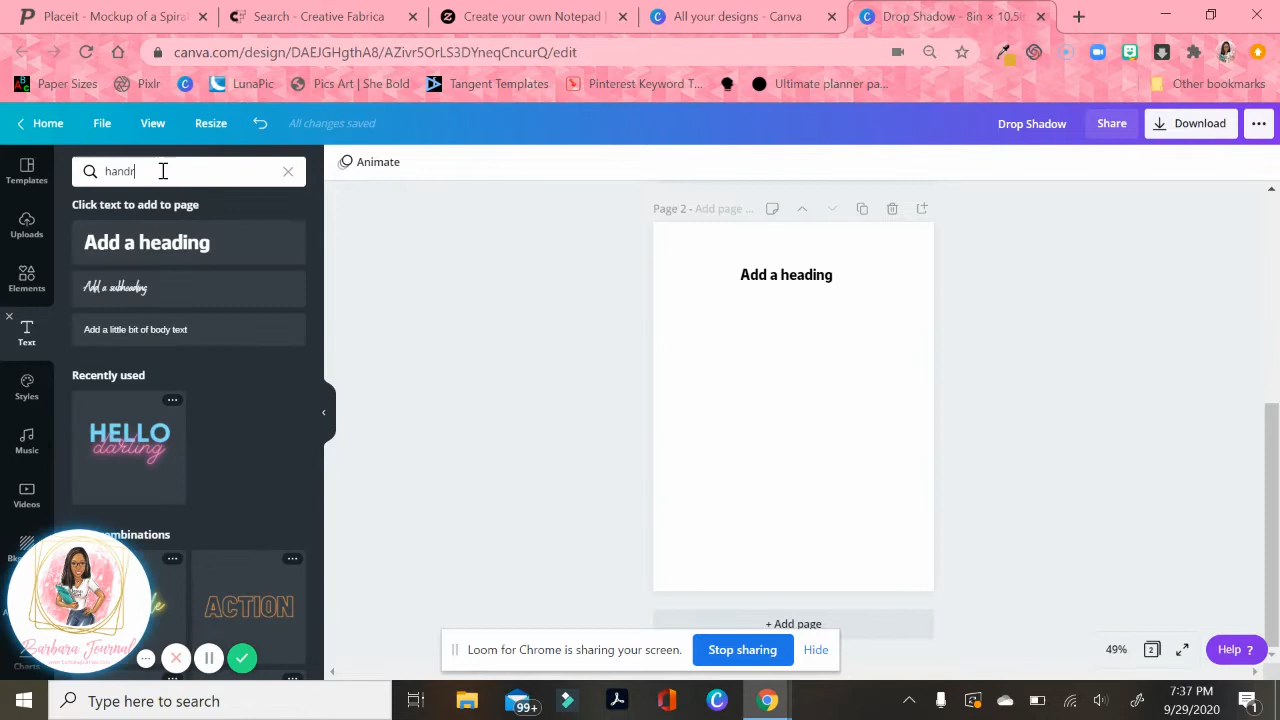 Placeit - Mockup of a Spira
Search - Creative Fabrica
Create your own Notepad |
All your designs - Canva
Drop Shadow - 8in × 10.5in
canva.com/design/DAEJGHgthA8/AZivr5OrLS3DYneqCncurQ/edit
Paper Sizes
Pixlr
LunaPic
Pics Art | She Bold
Tangent Templates
Pinterest Keyword T...
Ultimate planner pa...
Other bookmarks
Home
File
View
Resize
All changes saved
Drop Shadow
Share
Download
Templates
Uploads
Elements
Text
Styles
Music
Videos
handr
Click text to add to page
Add a heading
Add a subheading
Add a little bit of body text
Recently used
HELLO
darling
ombinations
ACTION
Animate
Page 2 - Add page ...
Add a heading
+ Add page
Barbara Journal
Charts
Loom for Chrome is sharing your screen.
Stop sharing
Hide
49%
2
Help ?
Type here to search
99+
7:37 PM
9/29/2020
1